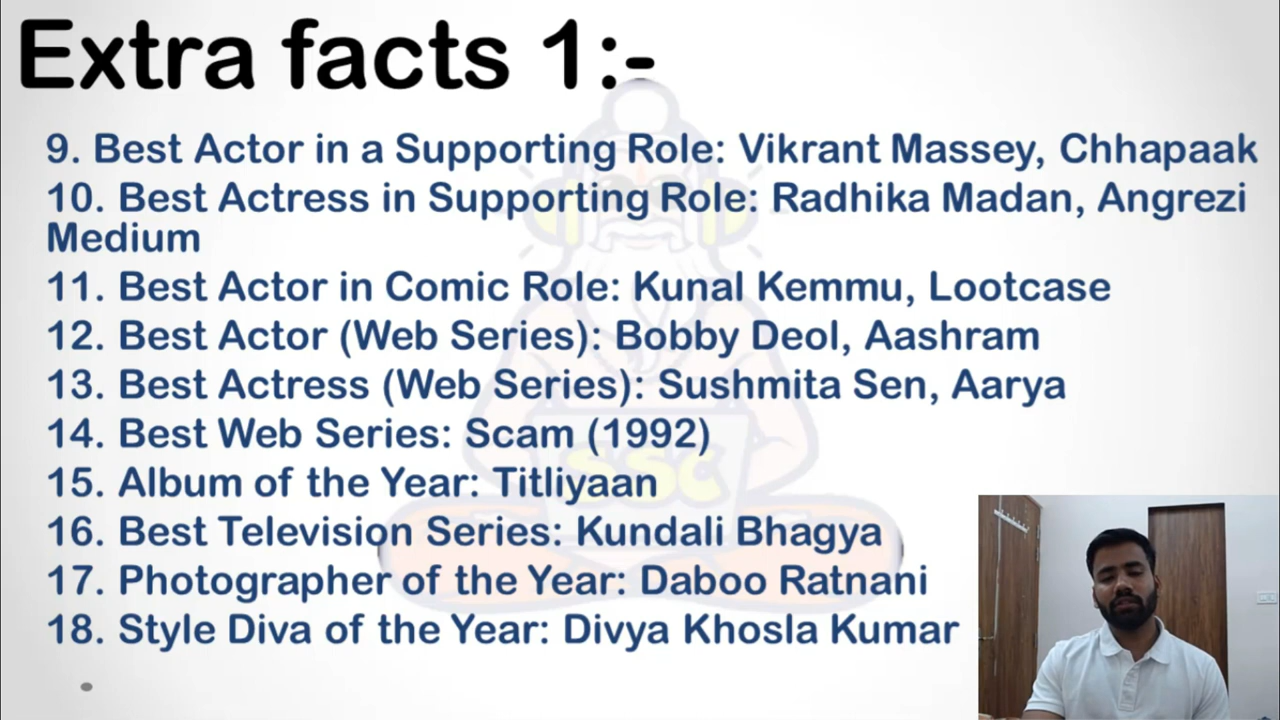 Extra facts 1:-
9. Best Actor in a Supporting Role: Vikrant Massey, Chhapaak
10. Best Actress in Supporting Role: Radhika Madan, Angrezi
Medium
11. Best Actor in Comic Role: Kunal Kemmu, Lootcase
12. Best Actor (Web Series): Bobby Deol, Aashram
13. Best Actress (Web Series): Sushmita Sen, Aarya
14. Best Web Series: Scam (1992)
SSC
15. Album of the Year: Titliyaan
16. Best Television Series: Kundali Bhagya
17. Photographer of the Year: Daboo Ratnani
18. Style Diva of the Year: Divya Khosla Kumar